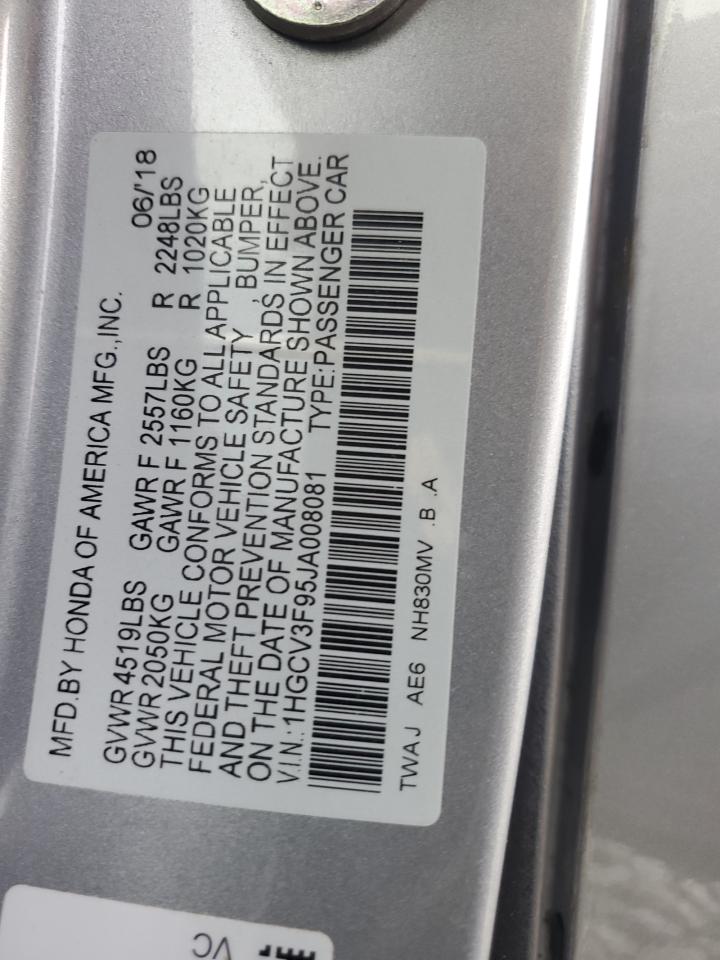 MFD.BY HONDA OF AMERICA MFG.,INC. 06/'18
GVWR 4519LBS GAWR F 2557LBS R 2248LBS
GVWR 2050KG GAWR F 1160KG R 1020KG
THIS VEHICLE CONFORMS TO ALL APPLICABLE
FEDERAL MOTOR VEHICLE SAFETY , BUMPER,
AND THEFT PREVENTION STANDARDS IN EFFECT
ON THE DATE OF MANUFACTURE SHOWN ABOVE.
V.I.N.:1HGCV3F95JA008081 TYPE:PASSENGER CAR
TWAJ AE6 NH830MV .B .A
VC